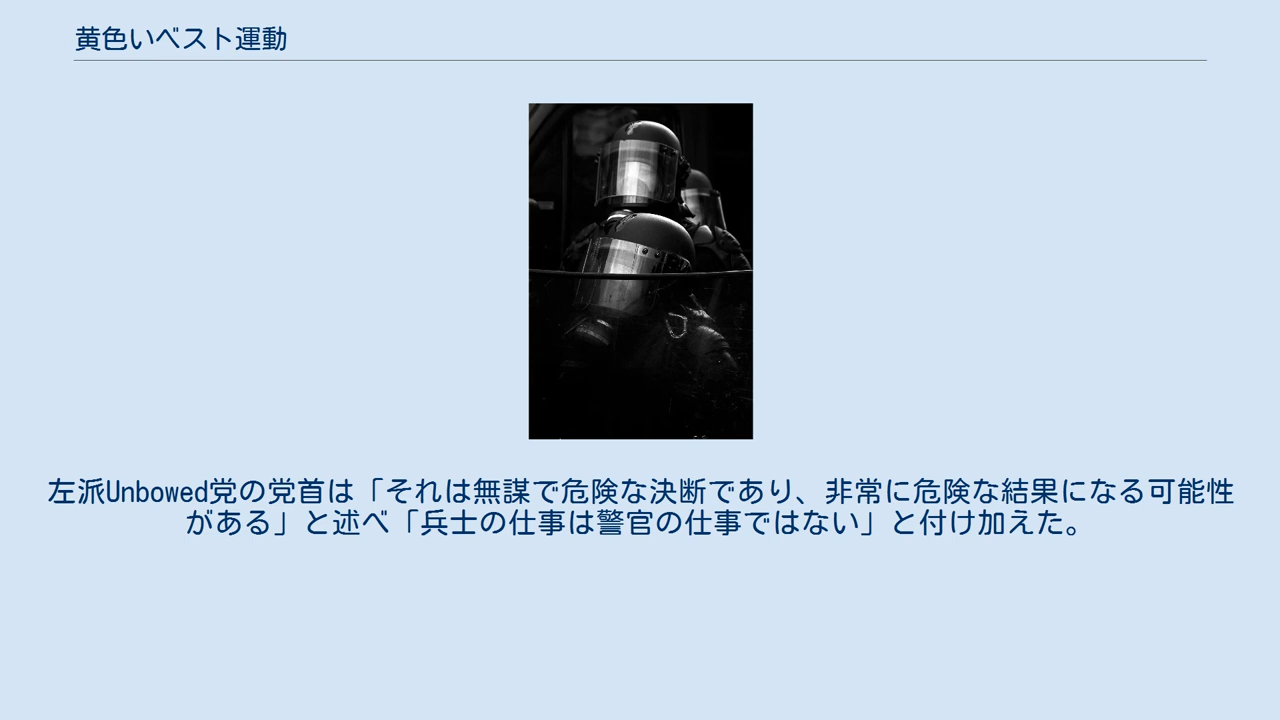 黄色いベスト運動
左派Unbowed党の党首は「それは無謀で危険な決断であり、非常に危険な結果になる可能性
がある」と述べ「兵士の仕事は警官の仕事ではない」と付け加えた。